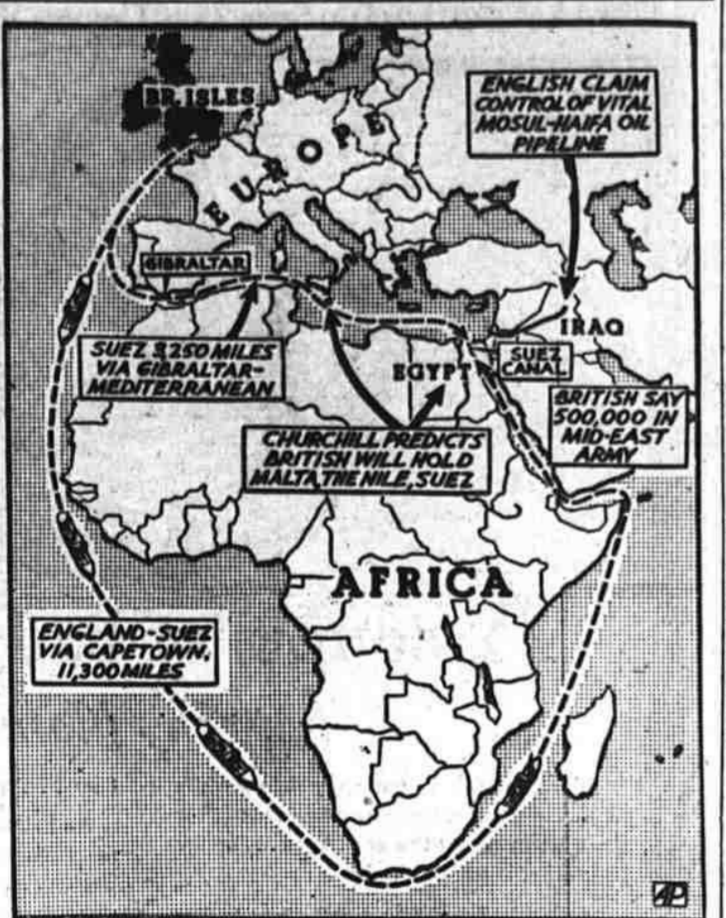 BR. ISLES
EUROPE
ENGLISH CLAIM
CONTROL OF VITAL
MOSUL-HAIFA OIL
PIPELINE
GIBRALTAR
IRAQ
SUEZ 3,250 MILES
VIA GIBRALTAR-
MEDITERRANEAN
EGYPT
SUEZ
CANAL
BRITISH SAY
500,000 IN
MID-EAST
ARMY
CHURCHILL PREDICTS
BRITISH WILL HOLD
MALTA, THE NILE, SUEZ
AFRICA
ENGLAND-SUEZ
VIA CAPETOWN,
11,300 MILES
AP